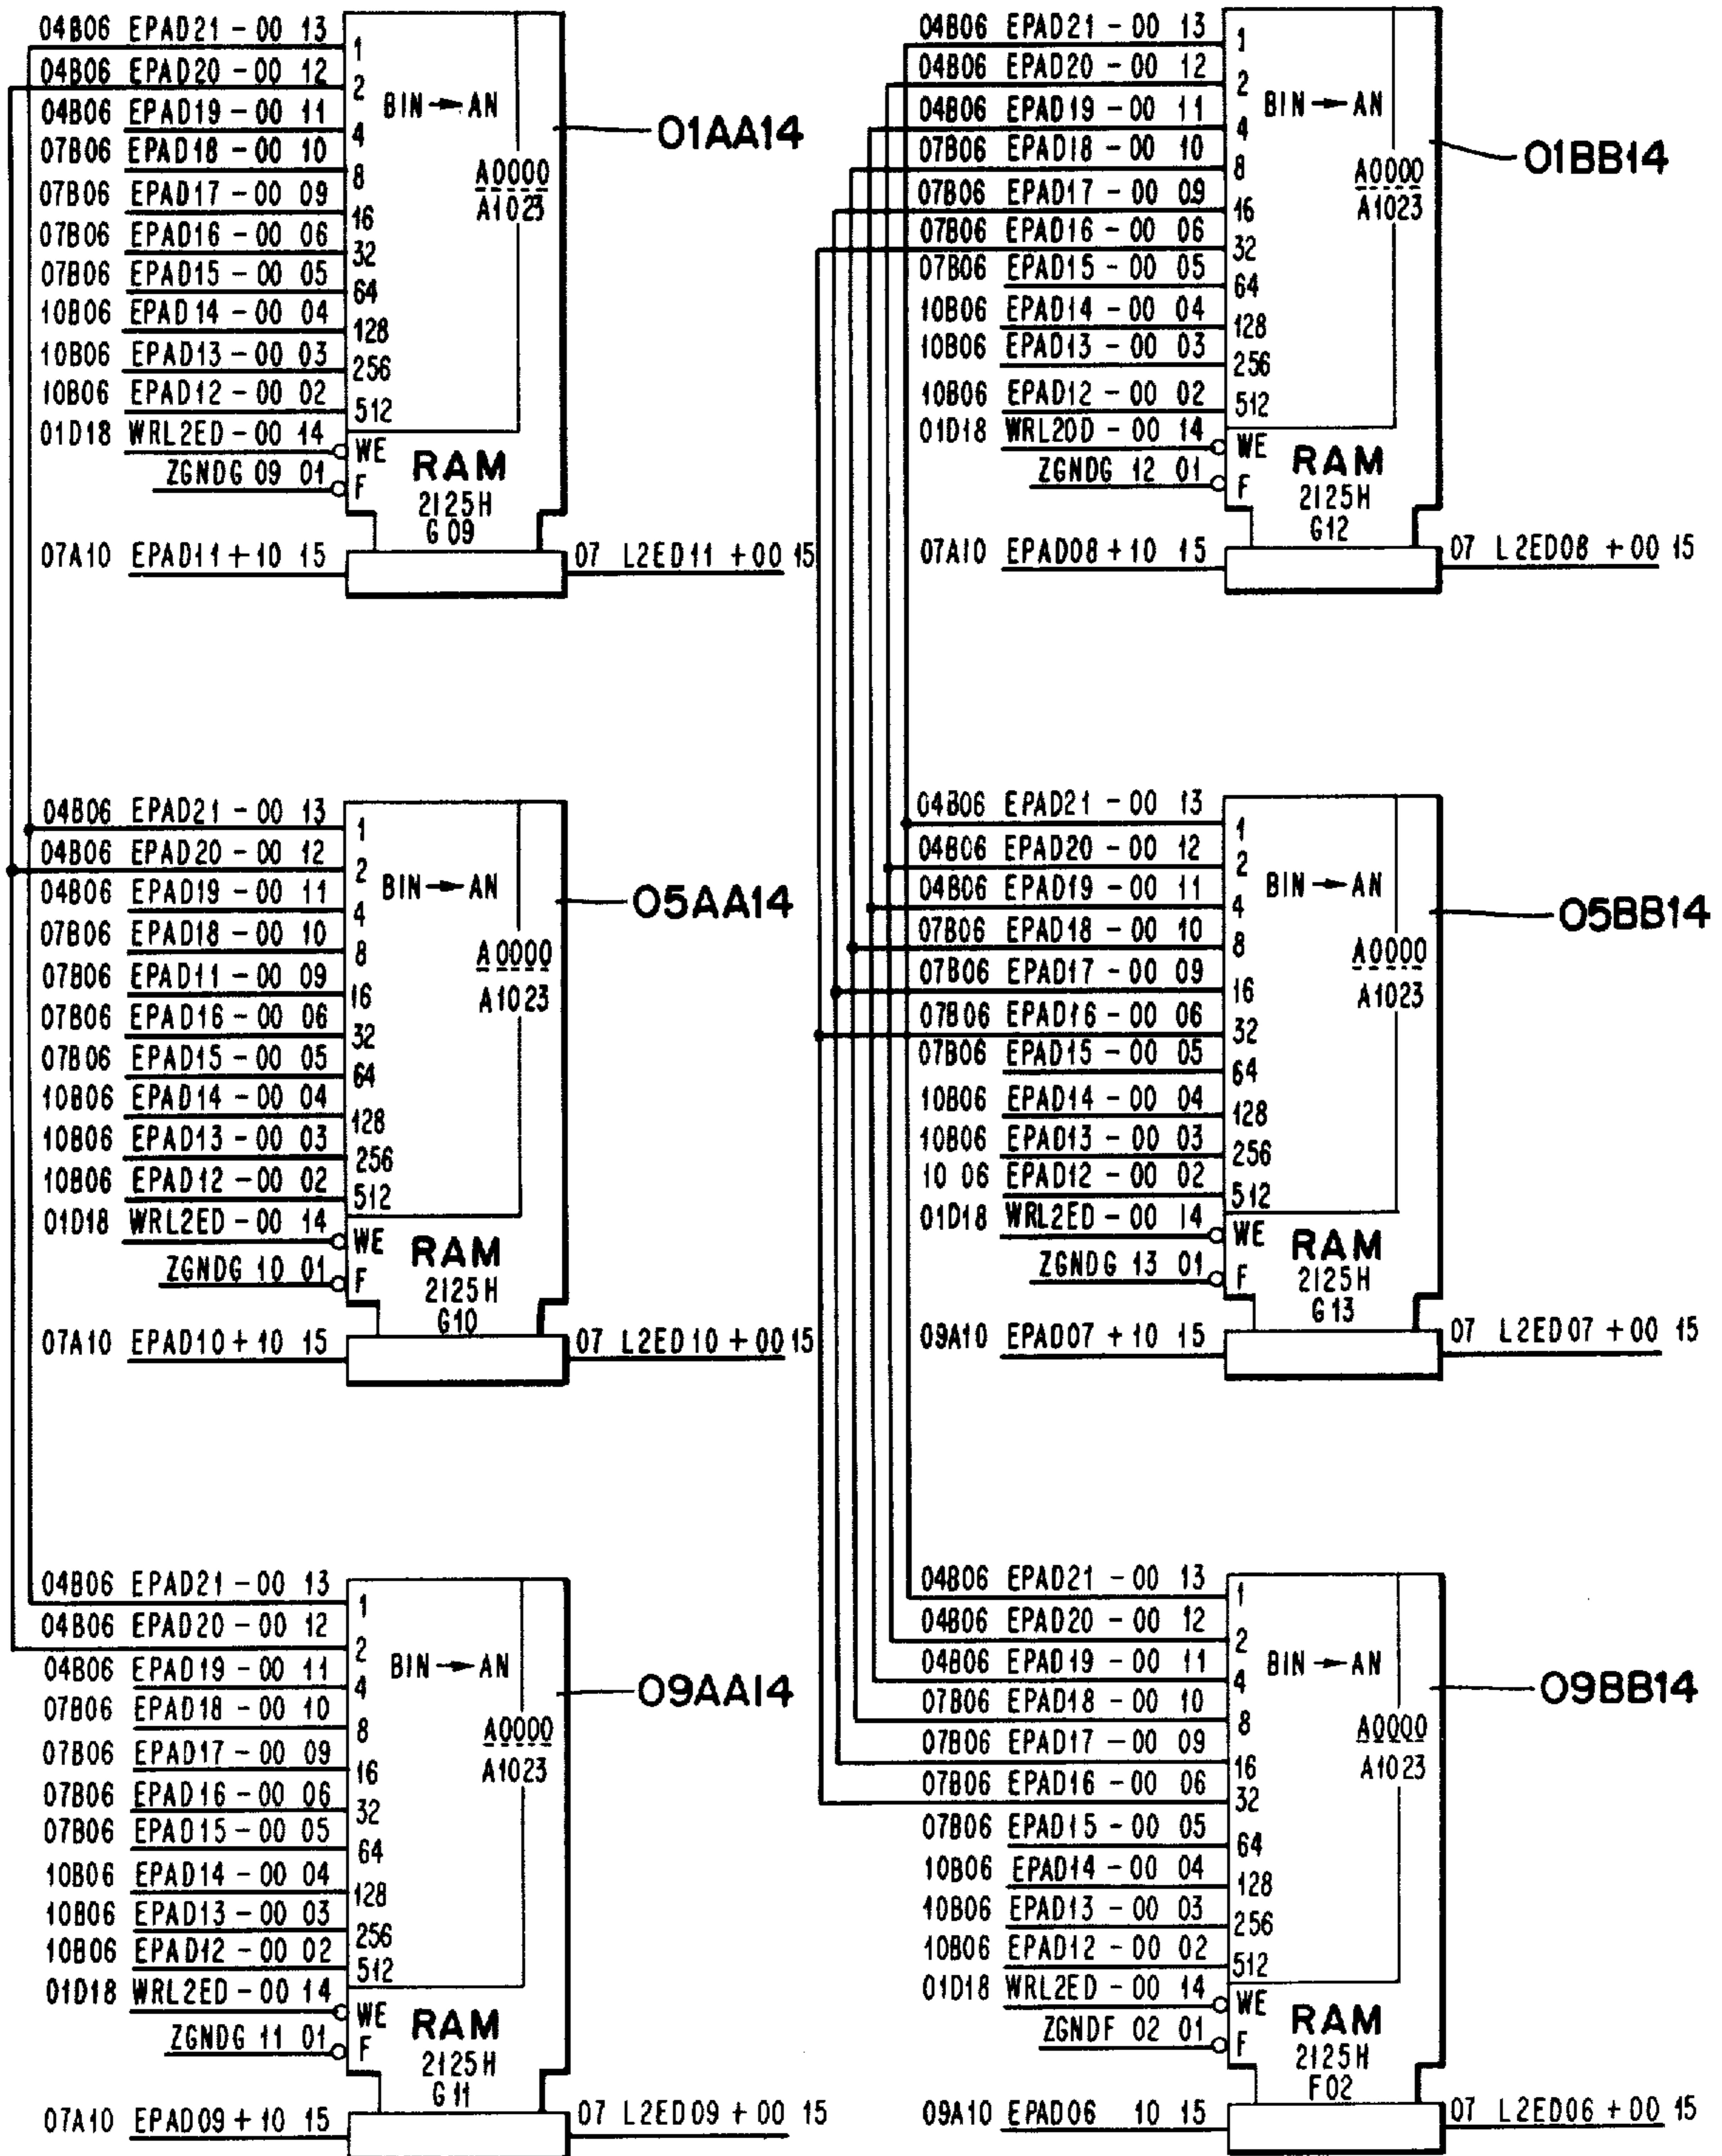 04B06 EPAD21 - 00 13
1
04B06 EPAD20 - 00 12
2
BIN → AN
04B06 EPAD19 - 00 11
4
01AA14
07B06 EPAD18 - 00 10
8
A0000
A1023
07B06 EPAD17 - 00 09
16
07B06 EPAD16 - 00 06
32
07B06 EPAD15 - 00 05
64
10B06 EPAD14 - 00 04
128
10B06 EPAD13 - 00 03
256
10B06 EPAD12 - 00 02
512
01D18 WRL2ED - 00 14
WE
ZGNDG 09 01
F
RAM
2125H
G 09
07A10 EPAD11 + 10 15
07 L2ED11 + 00 15
04B06 EPAD21 - 00 13
1
04B06 EPAD20 - 00 12
2
BIN → AN
04B06 EPAD19 - 00 11
4
01BB14
07B06 EPAD18 - 00 10
8
A0000
A1023
07B06 EPAD17 - 00 09
16
07B06 EPAD16 - 00 06
32
07B06 EPAD15 - 00 05
64
10B06 EPAD14 - 00 04
128
10B06 EPAD13 - 00 03
256
10B06 EPAD12 - 00 02
512
01D18 WRL20D - 00 14
WE
ZGNDG 12 01
F
RAM
2125H
G12
07A10 EPAD08 + 10 15
07 L2ED08 + 00 15
04B06 EPAD21 - 00 13
1
04B06 EPAD20 - 00 12
2
BIN → AN
04B06 EPAD19 - 00 11
4
05AA14
07B06 EPAD18 - 00 10
8
A0000
A1023
07B06 EPAD11 - 00 09
16
07B06 EPAD16 - 00 06
32
07B06 EPAD15 - 00 05
64
10B06 EPAD14 - 00 04
128
10B06 EPAD13 - 00 03
256
10B06 EPAD12 - 00 02
512
01D18 WRL2ED - 00 14
WE
ZGNDG 10 01
F
RAM
2125H
G10
07A10 EPAD10 + 10 15
07 L2ED10 + 00 15
04B06 EPAD21 - 00 13
1
04B06 EPAD20 - 00 12
2
BIN → AN
04B06 EPAD19 - 00 11
4
05BB14
07B06 EPAD18 - 00 10
8
A0000
A1023
07B06 EPAD17 - 00 09
16
07B06 EPAD16 - 00 06
32
07B06 EPAD15 - 00 05
64
10B06 EPAD14 - 00 04
128
10B06 EPAD13 - 00 03
256
10 06 EPAD12 - 00 02
512
01D18 WRL2ED - 00 14
WE
ZGNDG 13 01
F
RAM
2125H
G13
09A10 EPAD07 + 10 15
07 L2ED07 + 00 15
04B06 EPAD21 - 00 13
1
04B06 EPAD20 - 00 12
2
BIN → AN
04B06 EPAD19 - 00 11
4
09AA14
07B06 EPAD18 - 00 10
8
A0000
A1023
07B06 EPAD17 - 00 09
16
07B06 EPAD16 - 00 06
32
07B06 EPAD15 - 00 05
64
10B06 EPAD14 - 00 04
128
10B06 EPAD13 - 00 03
256
10B06 EPAD12 - 00 02
512
01D18 WRL2ED - 00 14
WE
ZGNDG 11 01
F
RAM
2125H
G11
07A10 EPAD09 + 10 15
07 L2ED09 + 00 15
04B06 EPAD21 - 00 13
1
04B06 EPAD20 - 00 12
2
BIN → AN
04B06 EPAD19 - 00 11
4
09BB14
07B06 EPAD18 - 00 10
8
A0000
A1023
07B06 EPAD17 - 00 09
16
07B06 EPAD16 - 00 06
32
07B06 EPAD15 - 00 05
64
10B06 EPAD14 - 00 04
128
10B06 EPAD13 - 00 03
256
10B06 EPAD12 - 00 02
512
01D18 WRL2ED - 00 14
WE
ZGNDF 02 01
F
RAM
2125H
F02
09A10 EPAD06 10 15
07 L2ED06 + 00 15